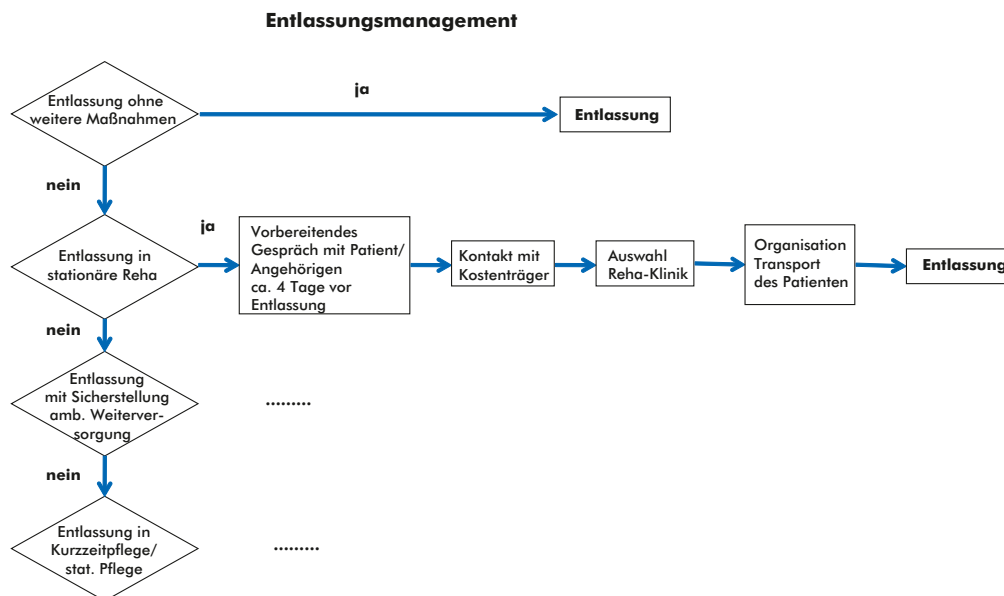 Entlassungsmanagement
ja
Entlassung ohne
weitere Maßnahmen
Entlassung
nein
ja
Entlassung in
stationäre Reha
Vorbereitendes
Gespräch mit Patient/
Angehörigen
ca. 4 Tage vor
Entlassung
Kontakt mit
Kostenträger
Auswahl
Reha-Klinik
Organisation
Transport
des Patienten
Entlassung
nein
Entlassung
mit Sicherstellung
amb. Weiterver-
sorgung
.........
nein
Entlassung in
Kurzzeitpflege/
stat. Pflege
.........